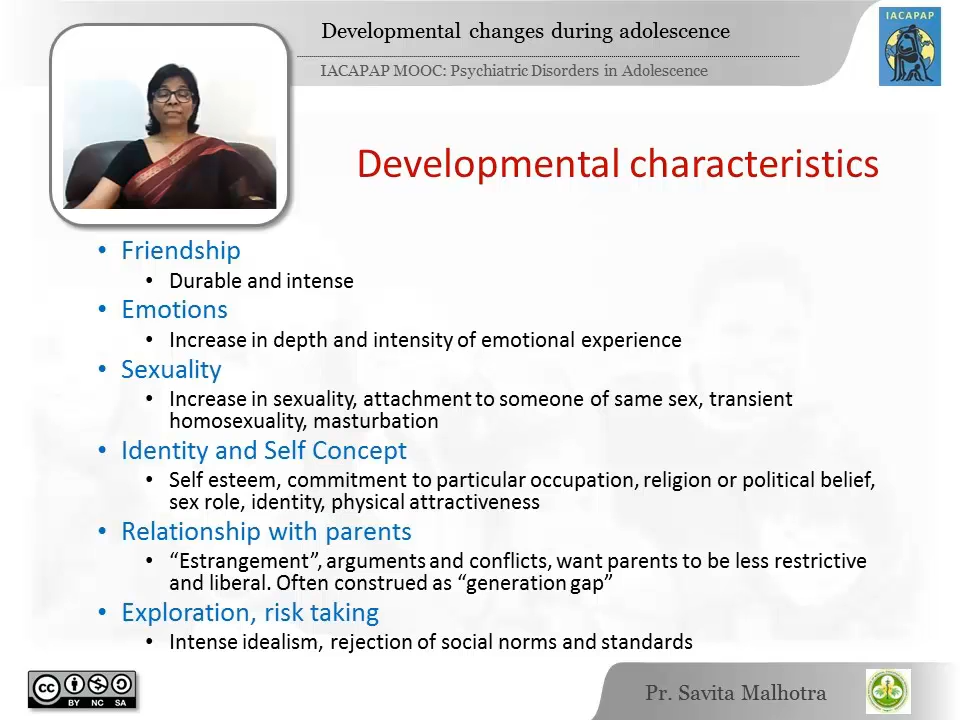 Developmental changes during adolescence
IACAPAP MOOC: Psychiatric Disorders in Adolescence
IACAPAP
Developmental characteristics
• Friendship
• Durable and intense
• Emotions
• Increase in depth and intensity of emotional experience
• Sexuality
• Increase in sexuality, attachment to someone of same sex, transient
homosexuality, masturbation
• Identity and Self Concept
• Self esteem, commitment to particular occupation, religion or political belief,
sex role, identity, physical attractiveness
• Relationship with parents
• “Estrangement”, arguments and conflicts, want parents to be less restrictive
and liberal. Often construed as “generation gap”
• Exploration, risk taking
• Intense idealism, rejection of social norms and standards
cc
BY NC SA
Pr. Savita Malhotra